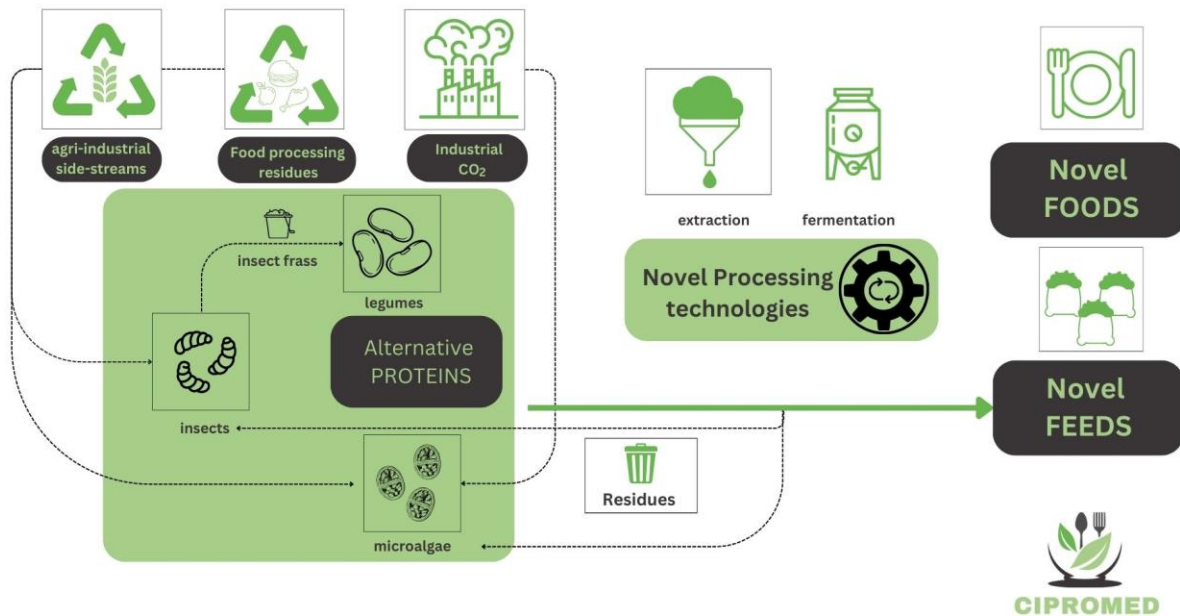 agri-industrial
side-streams
Food processing
residues
Industrial
CO₂
insect frass
legumes
Alternative
PROTEINS
insects
microalgae
extraction
fermentation
Novel Processing
technologies
Residues
Novel
FOODS
Novel
FEEDS
CIPROMED